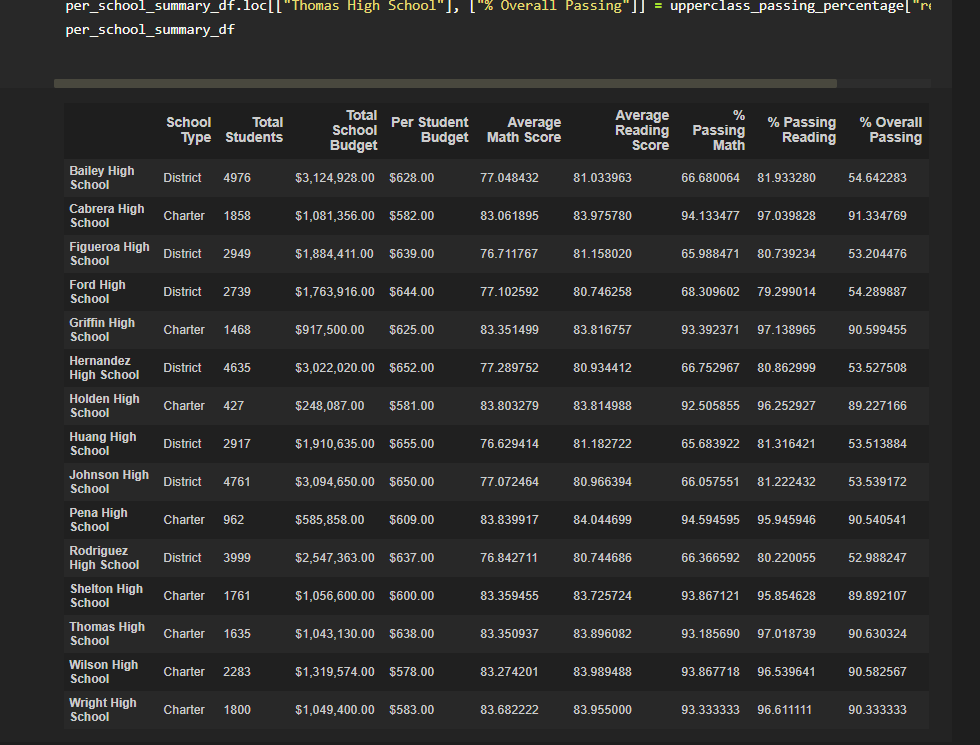 per_school_summary_df.loc[["Thomas High School"], ["% Overall Passing"]] = upperclass_passing_percentage["re
per_school_summary_df
School Type Total Students Total School Budget Per Student Budget Average Math Score Average Reading Score % Passing Math % Passing Reading % Overall Passing
Bailey High School District 4976 $3,124,928.00 $628.00 77.048432 81.033963 66.680064 81.933280 54.642283
Cabrera High School Charter 1858 $1,081,356.00 $582.00 83.061895 83.975780 94.133477 97.039828 91.334769
Figueroa High School District 2949 $1,884,411.00 $639.00 76.711767 81.158020 65.988471 80.739234 53.204476
Ford High School District 2739 $1,763,916.00 $644.00 77.102592 80.746258 68.309602 79.299014 54.289887
Griffin High School Charter 1468 $917,500.00 $625.00 83.351499 83.816757 93.392371 97.138965 90.599455
Hernandez High School District 4635 $3,022,020.00 $652.00 77.289752 80.934412 66.752967 80.862999 53.527508
Holden High School Charter 427 $248,087.00 $581.00 83.803279 83.814988 92.505855 96.252927 89.227166
Huang High School District 2917 $1,910,635.00 $655.00 76.629414 81.182722 65.683922 81.316421 53.513884
Johnson High School District 4761 $3,094,650.00 $650.00 77.072464 80.966394 66.057551 81.222432 53.539172
Pena High School Charter 962 $585,858.00 $609.00 83.839917 84.044699 94.594595 95.945946 90.540541
Rodriguez High School District 3999 $2,547,363.00 $637.00 76.842711 80.744686 66.366592 80.220055 52.988247
Shelton High School Charter 1761 $1,056,600.00 $600.00 83.359455 83.725724 93.867121 95.854628 89.892107
Thomas High School Charter 1635 $1,043,130.00 $638.00 83.350937 83.896082 93.185690 97.018739 90.630324
Wilson High School Charter 2283 $1,319,574.00 $578.00 83.274201 83.989488 93.867718 96.539641 90.582567
Wright High School Charter 1800 $1,049,400.00 $583.00 83.682222 83.955000 93.333333 96.611111 90.333333